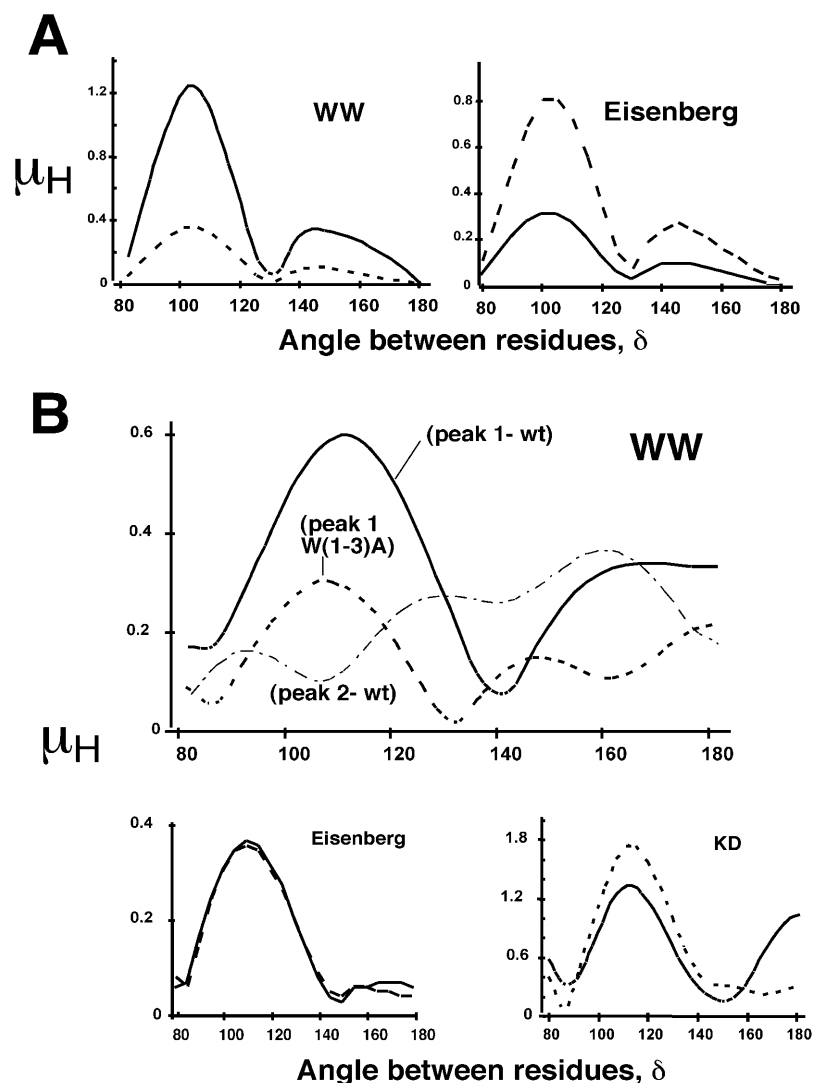 A
WW
Eisenberg
μH
1.2
0.8
0.4
0
80 100 120 140 160 180
0.8
0.6
0.4
0.2
0
80 100 120 140 160 180
Angle between residues, δ
B
WW
(peak 1- wt)
(peak 1
W(1-3)A)
(peak 2- wt)
0.6
0.4
0.2
0
μH
80 100 120 140 160 180
Eisenberg
0.4
0.2
0
80 100 120 140 160 180
KD
1.8
1.2
0.6
0
80 100 120 140 160 180
Angle between residues, δ